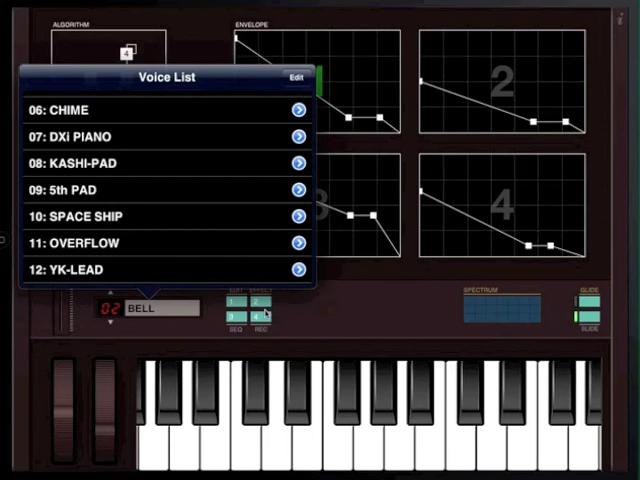 ALGORITHM
ENVELOPE
4
2
3
4
Voice List
Edit
06: CHIME
07: DXi PIANO
08: KASHI-PAD
09: 5th PAD
10: SPACE SHIP
11: OVERFLOW
12: YK-LEAD
02 BELL
EDIT EFFECT
1 2
3 4
SEQ REC
SPECTRUM
GLIDE
SLIDE